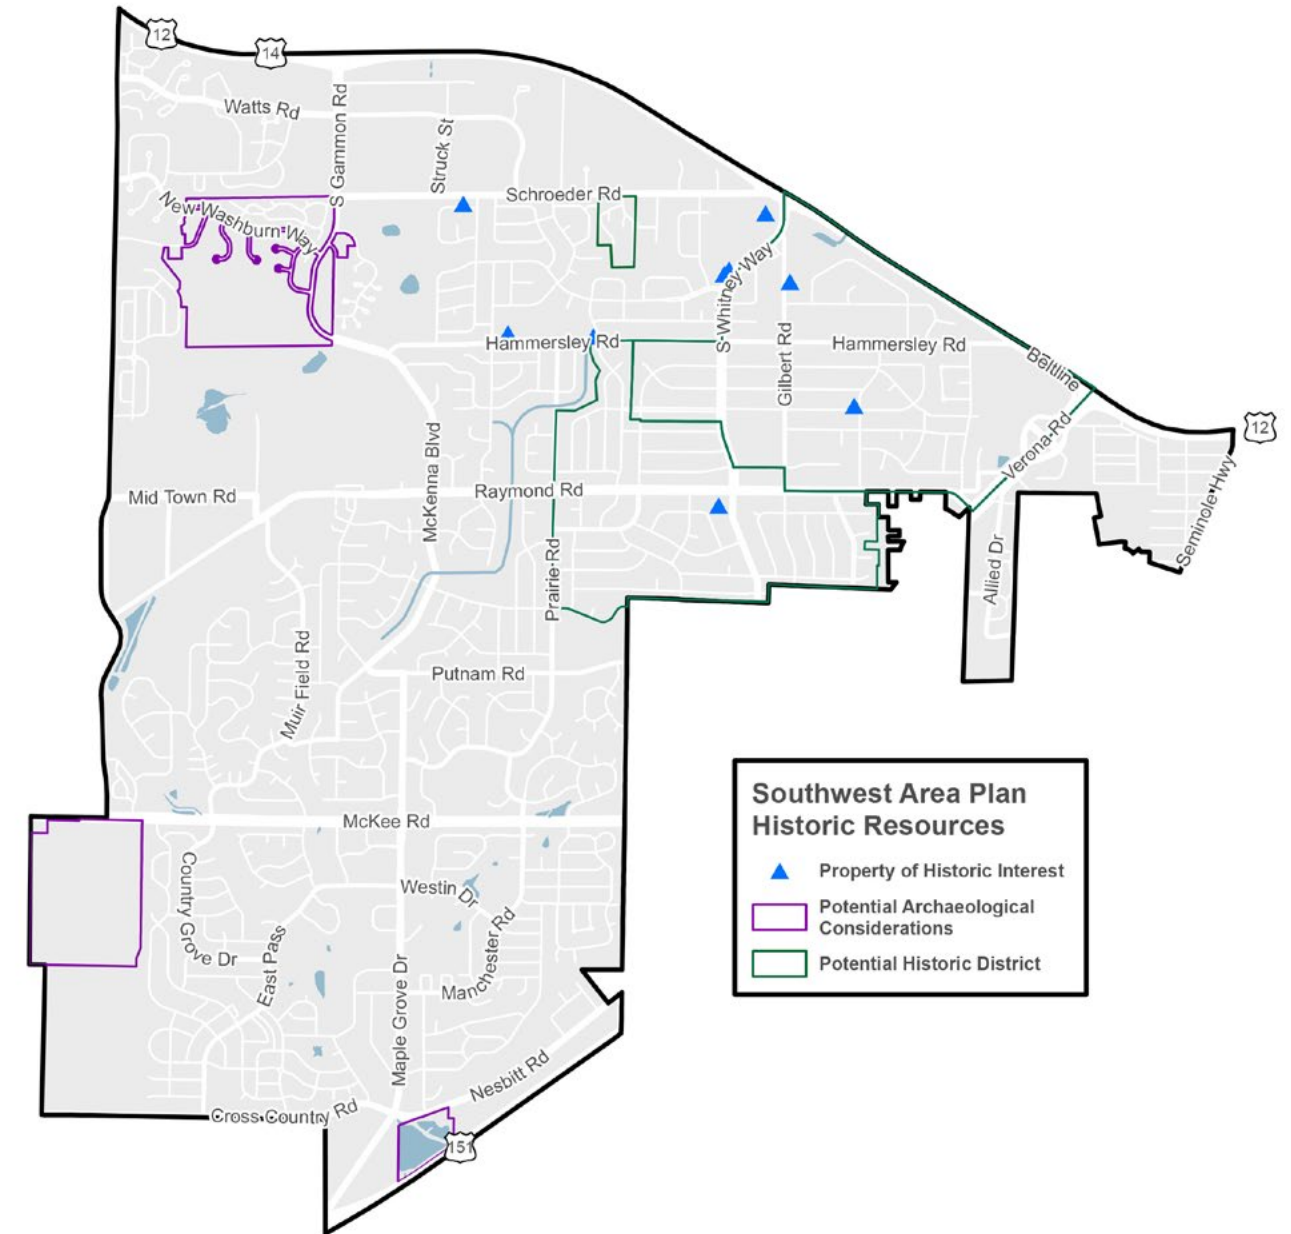 12
14
Watts Rd
S Gammon Rd
Struck St
Schroeder Rd
New Washburn Way
S Whitney Way
Hammersley Rd
Gilbert Rd
Hammersley Rd
Beltline
12
Verona Rd
McKenna Blvd
Mid Town Rd
Raymond Rd
Seminole Hwy
Prairie Rd
Allied Dr
Muir Field Rd
Putnam Rd
McKee Rd
Southwest Area Plan
Historic Resources
Property of Historic Interest
Potential Archaeological
Considerations
Potential Historic District
Country Grove Dr
Westin Dr
East Pass
Manchester Rd
Maple Grove Dr
Nesbitt Rd
Cross Country Rd
151